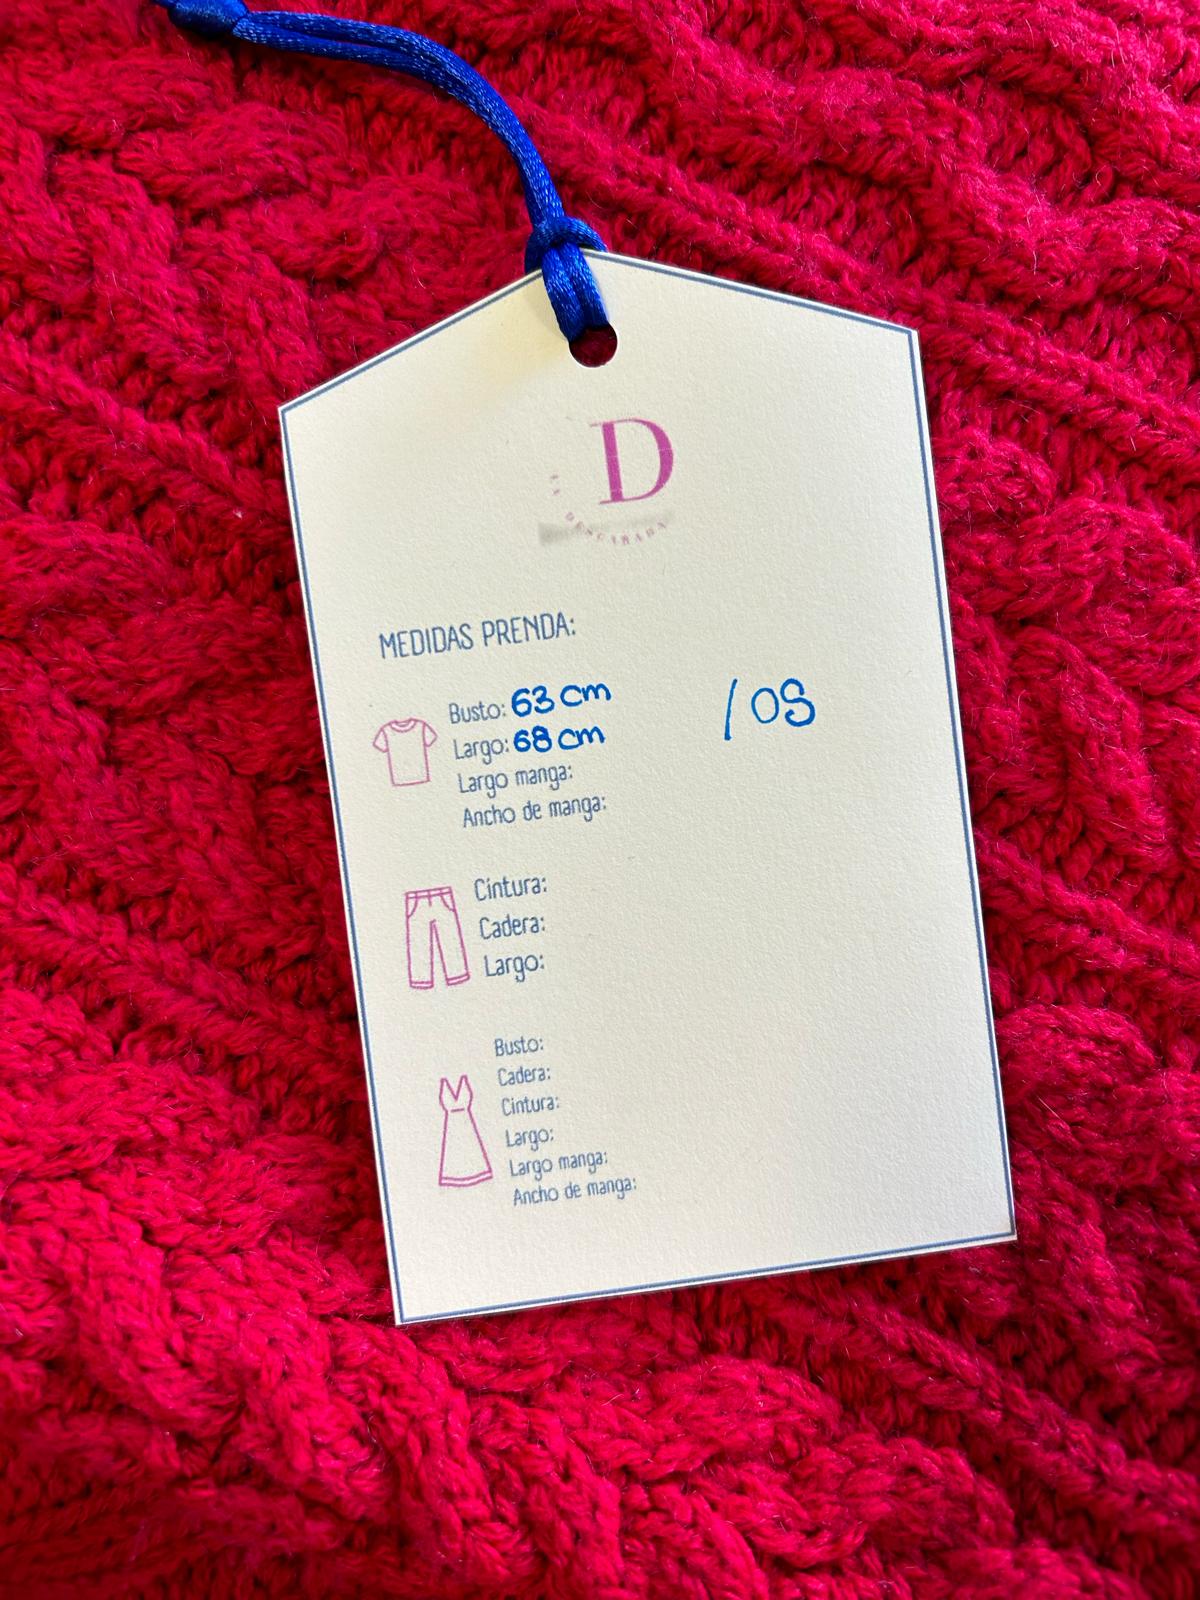 D
DESCARADA
MEDIDAS PRENDA:
Busto: 63 cm
/ OS
Largo: 68 cm
Largo manga:
Ancho de manga:
Cintura:
Cadera:
Largo:
Busto:
Cadera:
Cintura:
Largo:
Largo manga:
Ancho de manga: